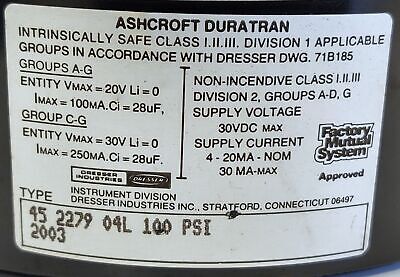 ASHCROFT DURATRAN
INTRINSICALLY SAFE CLASS I.II.III. DIVISION 1 APPLICABLE
GROUPS IN ACCORDANCE WITH DRESSER DWG. 71B185
GROUPS A-G
ENTITY VMAX = 20V Li = 0
IMAX = 100MA. Ci = 28uF,
GROUP C-G
ENTITY VMAX = 30V Li = 0
IMAX = 250MA. Ci = 28uF.
NON-INCENDIVE CLASS I.II.III
DIVISION 2, GROUPS A-D, G
SUPPLY VOLTAGE
30VDC MAX
SUPPLY CURRENT
4 - 20MA - NOM
30 MA-MAX
Factory
Mutual
System
Approved
DRESSER
INDUSTRIES
DRESSER
TYPE
INSTRUMENT DIVISION
DRESSER INDUSTRIES INC., STRATFORD, CONNECTICUT 06497
45 2279 04L 100 PSI
2003